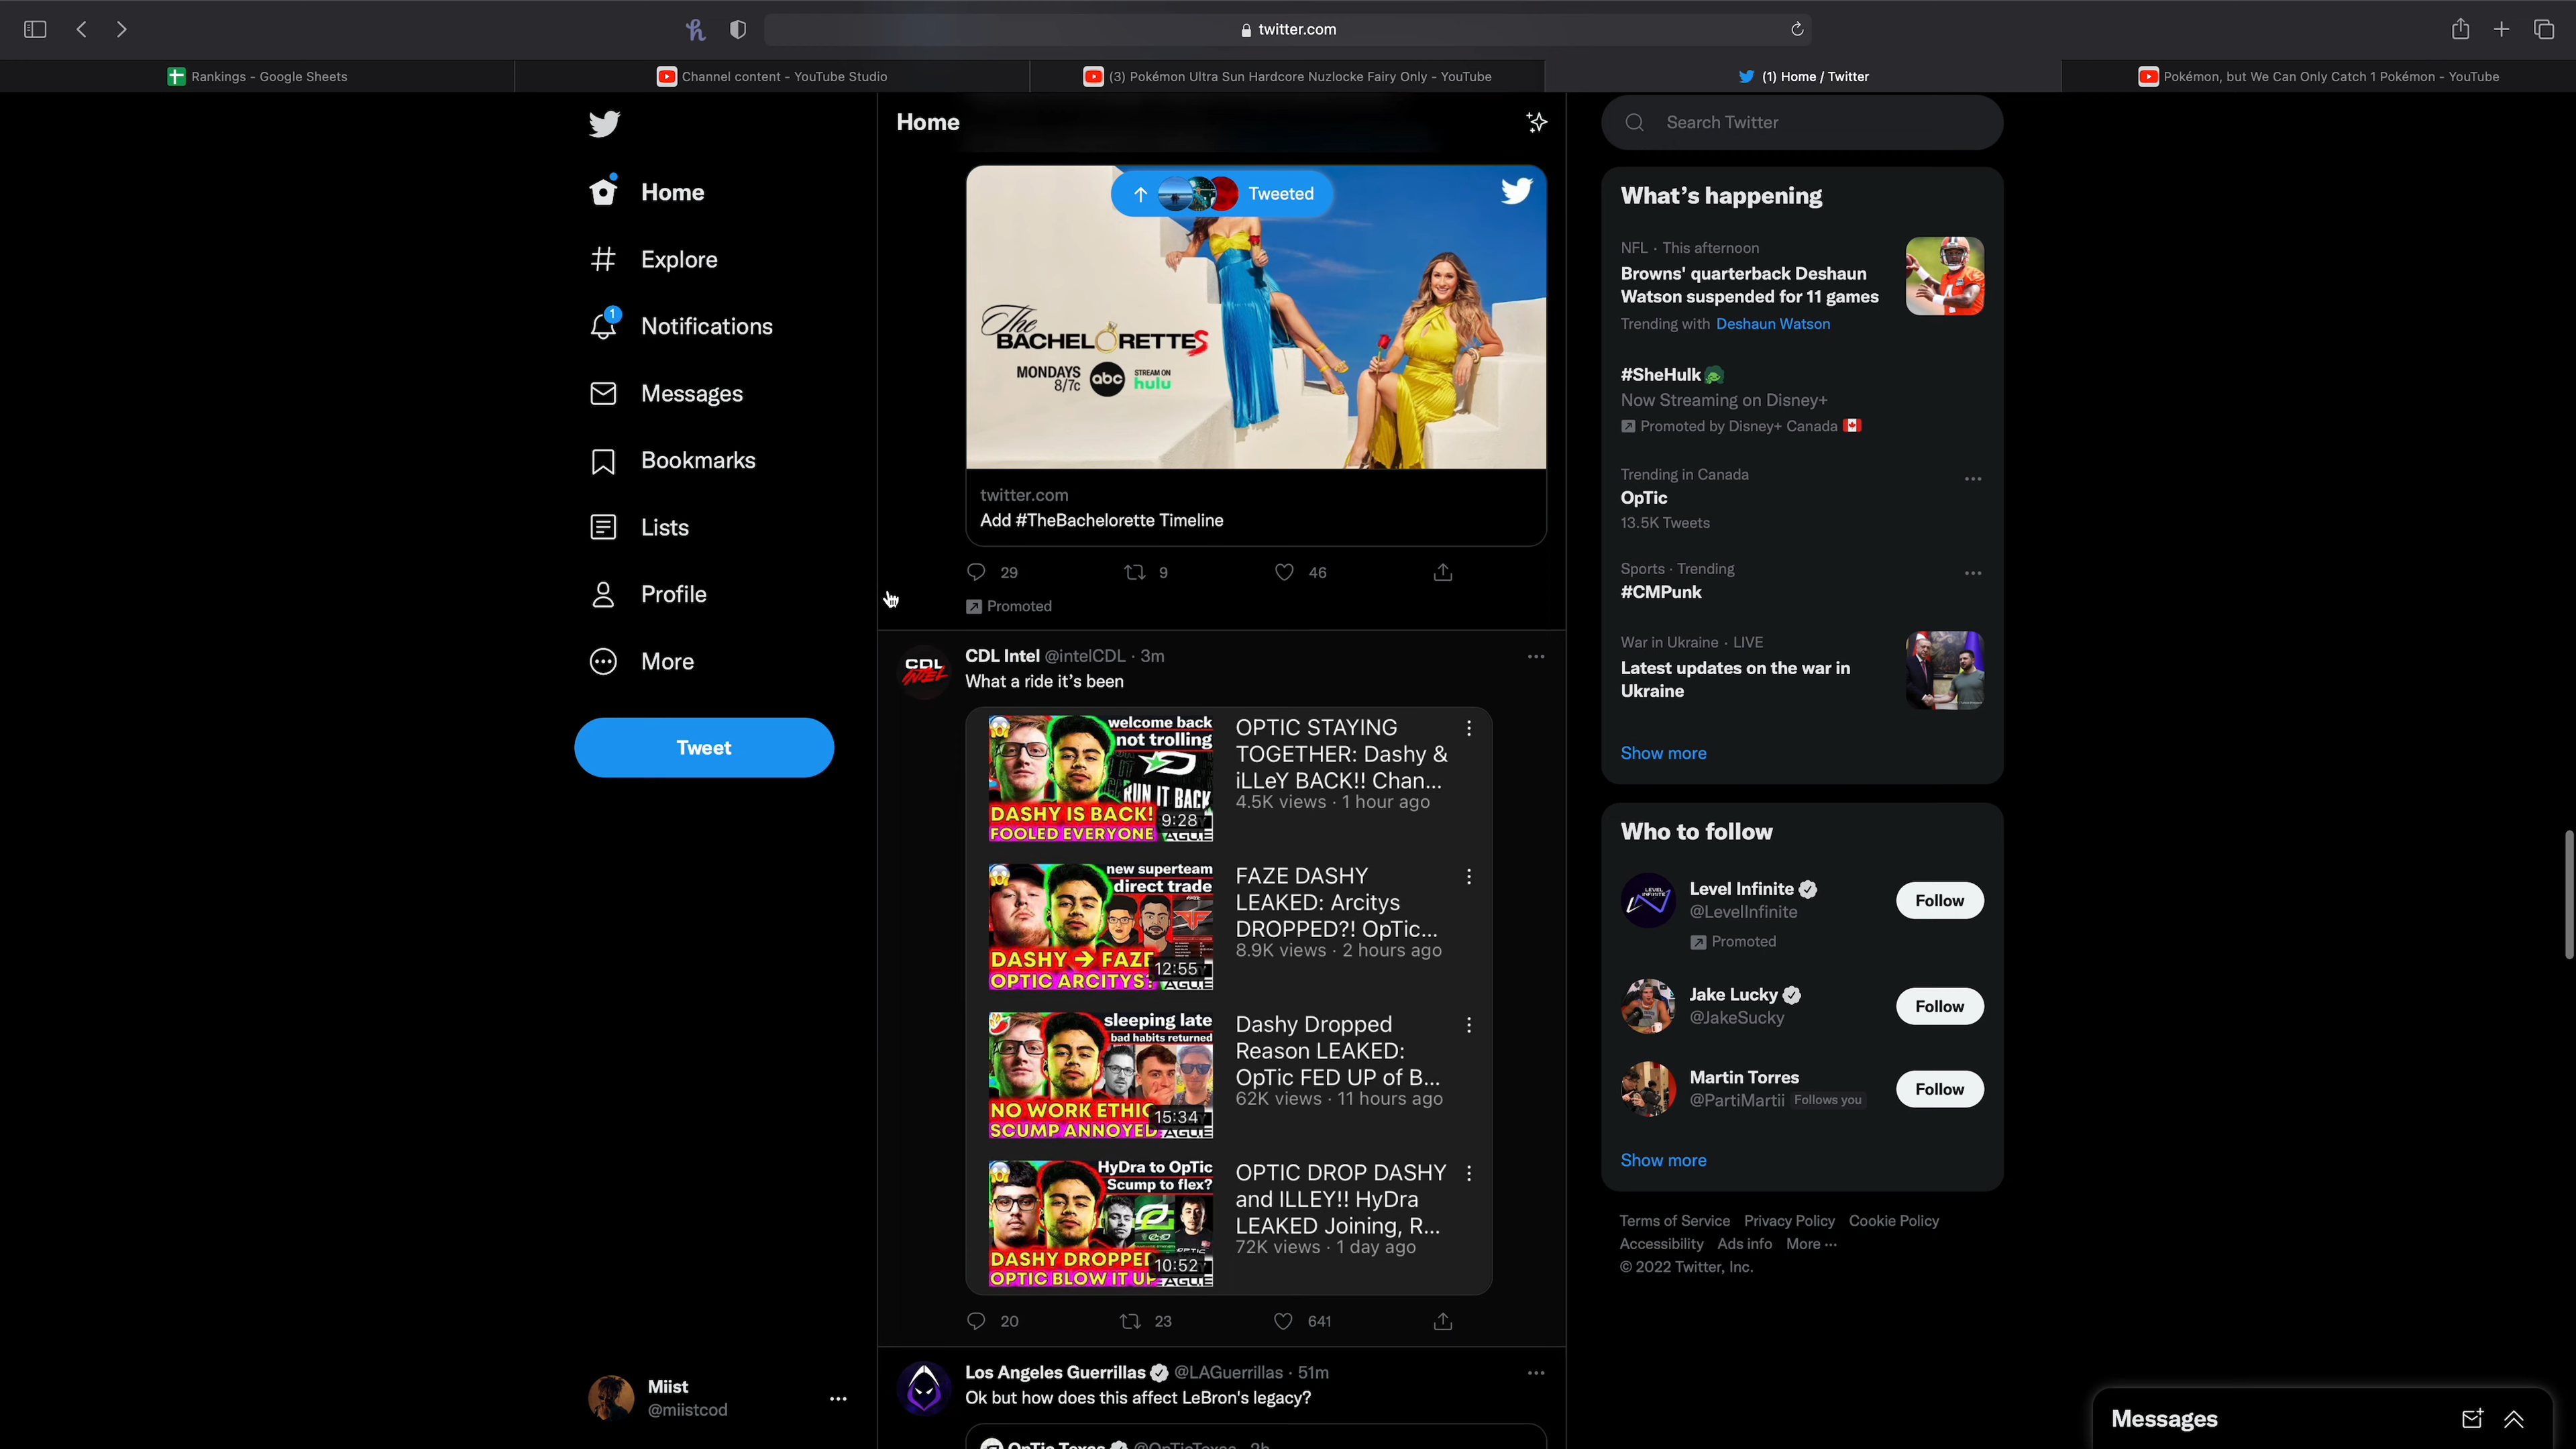 twitter.com
Rankings - Google Sheets
Channel content - YouTube Studio
(3) Pokémon Ultra Sun Hardcore Nuzlocke Fairy Only - YouTube
(1) Home / Twitter
Pokémon, but We Can Only Catch 1 Pokémon - YouTube
Home
Explore
1
Notifications
Messages
Bookmarks
Lists
Profile
More
Tweet
Miist
@miistcod
Home
Tweeted
The
BACHELORETTES
MONDAYS
8/7c
abc
STREAM ON
hulu
twitter.com
Add #TheBachelorette Timeline
29 9 46
Promoted
CDL INTEL
CDL Intel @intelCDL · 3m
What a ride it's been
welcome back
not trolling
RUN IT BACK
DASHY IS BACK!
FOOLED EVERYONE
9:28
OPTIC STAYING
TOGETHER: Dashy &
iLLeY BACK!! Chan...
4.5K views · 1 hour ago
new superteam
direct trade
DASHY → FAZE
OPTIC ARCITYS?
12:55
FAZE DASHY
LEAKED: Arcitys
DROPPED?! OpTic...
8.9K views · 2 hours ago
sleeping late
bad habits returned
NO WORK ETHIC
SCUMP ANNOYED
15:34
Dashy Dropped
Reason LEAKED:
OpTic FED UP of B...
62K views · 11 hours ago
HyDra to OpTic
Scump to flex?
DASHY DROPPED
OPTIC BLOW IT UP
10:52
OPTIC DROP DASHY
and ILLEY!! HyDra
LEAKED Joining, R...
72K views · 1 day ago
20 23 641
Los Angeles Guerrillas @LAGuerrillas · 51m
Ok but how does this affect LeBron's legacy?
OpTic Texas @OpTicTexas · 2h
Search Twitter
What's happening
NFL · This afternoon
Browns' quarterback Deshaun
Watson suspended for 11 games
Trending with Deshaun Watson
#SheHulk
Now Streaming on Disney+
Promoted by Disney+ Canada
Trending in Canada
OpTic
13.5K Tweets
Sports · Trending
#CMPunk
War in Ukraine · LIVE
Latest updates on the war in
Ukraine
Show more
Who to follow
LEVEL INFINITE
Level Infinite
@LevelInfinite
Promoted
Follow
Jake Lucky
@JakeSucky
Follow
Martin Torres
@PartiMartii Follows you
Follow
Show more
Terms of Service Privacy Policy Cookie Policy
Accessibility Ads info More ···
© 2022 Twitter, Inc.
Messages